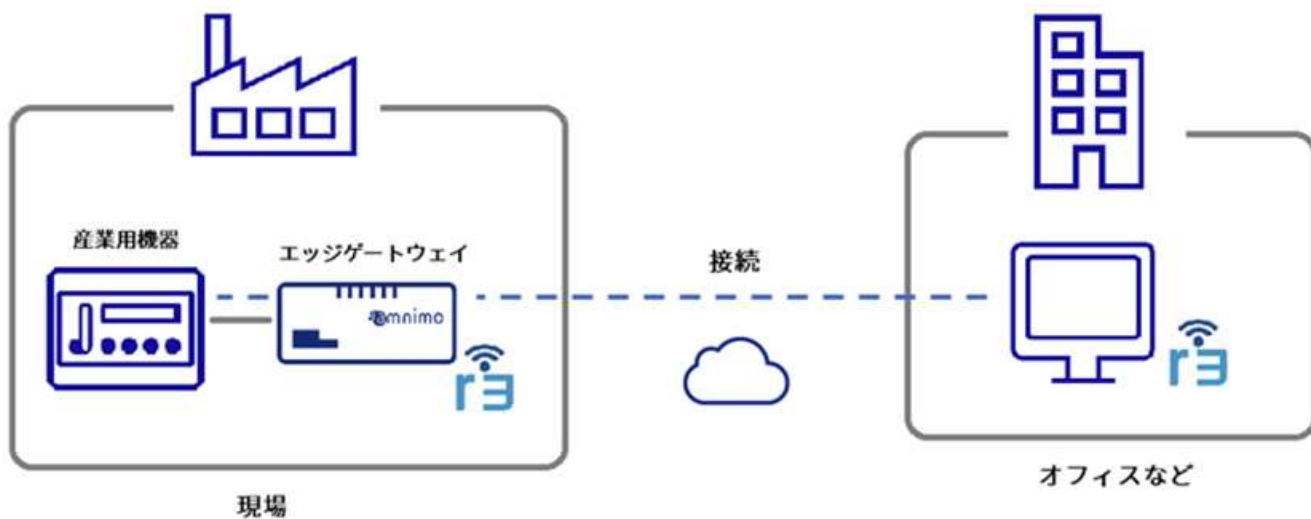 産業用機器
エッジゲートウェイ
omnimo
r3
接続
r3
現場
オフィスなど